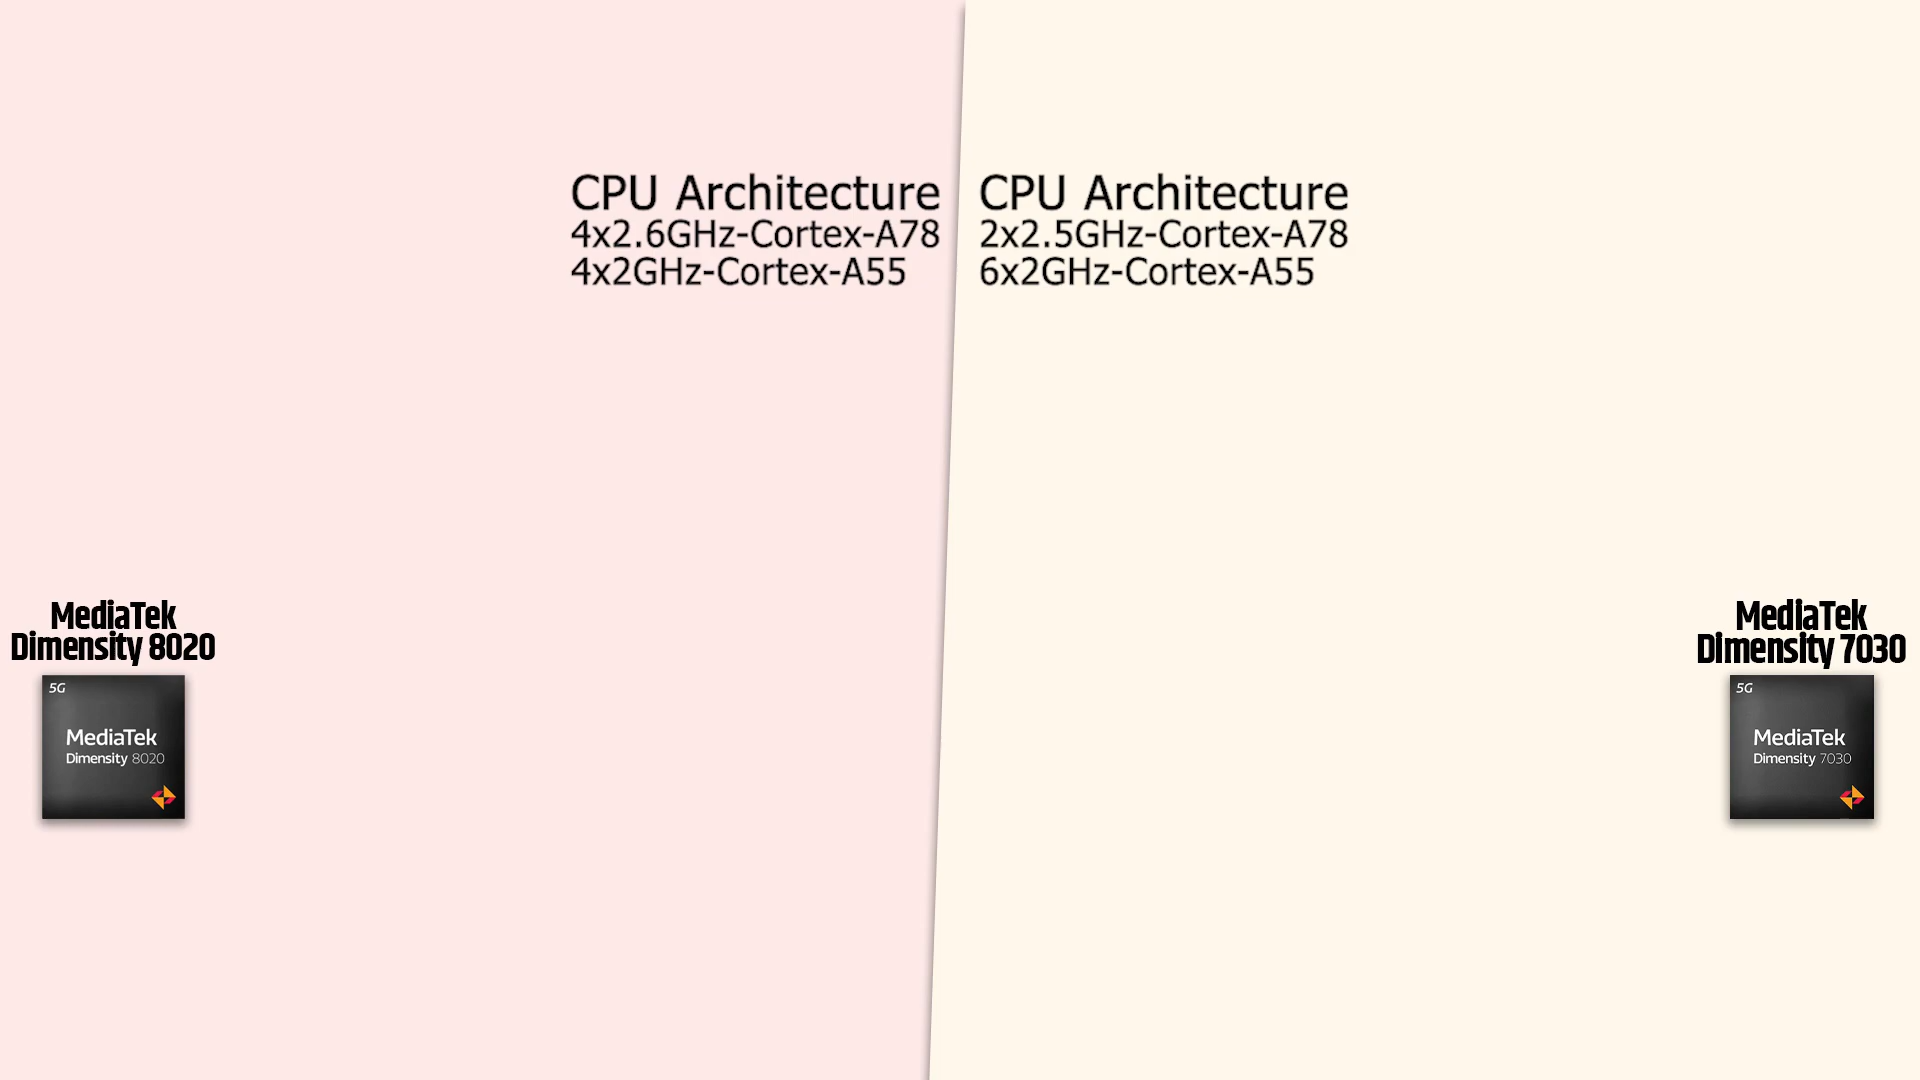 CPU Architecture
4x2.6GHz-Cortex-A78
4x2GHz-Cortex-A55
CPU Architecture
2x2.5GHz-Cortex-A78
6x2GHz-Cortex-A55
MediaTek
Dimensity 8020
5G
MediaTek
Dimensity 8020
MediaTek
Dimensity 7030
5G
MediaTek
Dimensity 7030